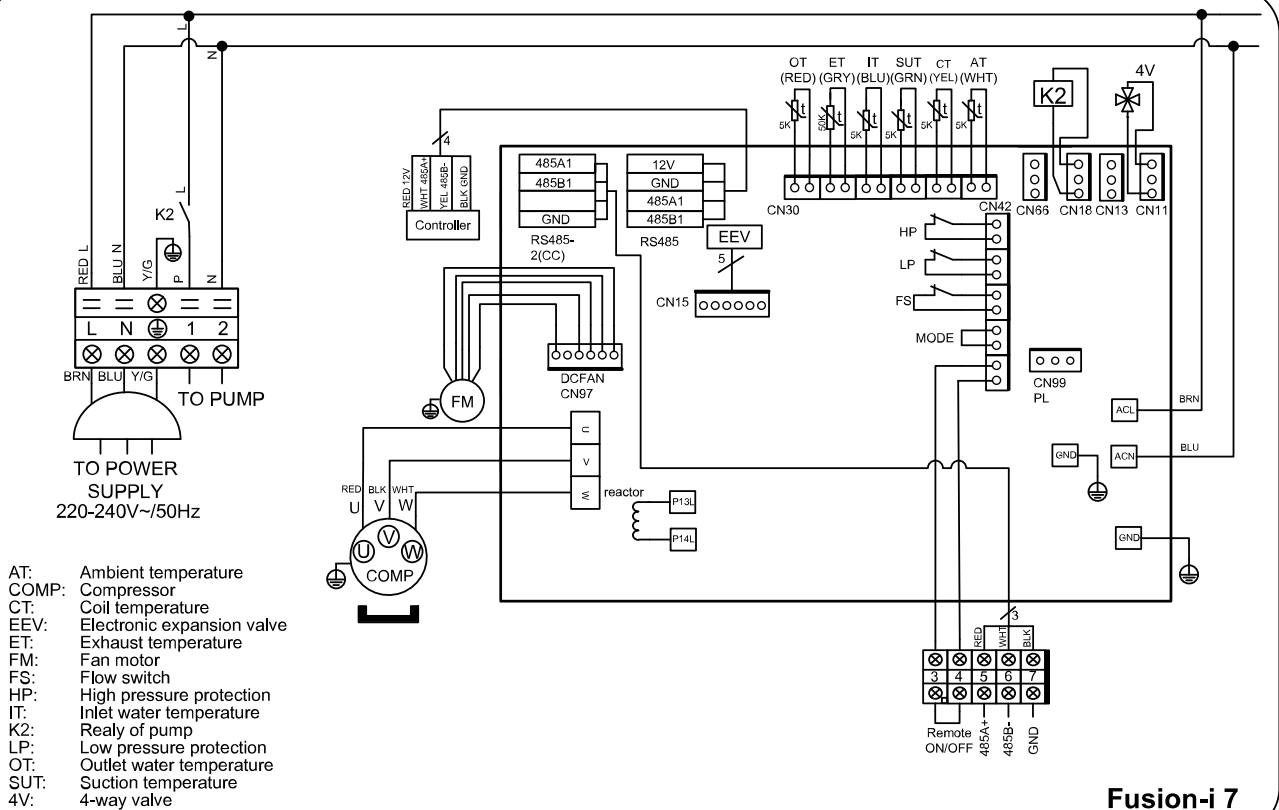 L
N
OT
(RED)
ET
(GRY)
IT
(BLU)
SUT
(GRN)
CT
(YEL)
AT
(WHT)
5K
50K
5K
5K
5K
5K
K2
4V
4
RED 12V
WHT 485A+
YEL 485B-
BLK GND
Controller
485A1
485B1
GND
RS485-
2(CC)
12V
GND
485A1
485B1
RS485
CN30
CN42
CN66
CN18
CN13
CN11
EEV
5
CN15
HP
LP
FS
MODE
CN99
PL
K2
L
RED L
BLU N
Y/G
P
N
L N 1 2
BRN BLU Y/G
TO PUMP
TO POWER
SUPPLY
220-240V~/50Hz
FM
DCFAN
CN97
U
V
W
reactor
P13L
P14L
ACL
BRN
ACN
BLU
GND
GND
RED BLK WHT
U V W
U V W
COMP
3
RED
WHT
BLK
3 4 5 6 7
Remote
ON/OFF
485A+
485B-
GND
AT: Ambient temperature
COMP: Compressor
CT: Coil temperature
EEV: Electronic expansion valve
ET: Exhaust temperature
FM: Fan motor
FS: Flow switch
HP: High pressure protection
IT: Inlet water temperature
K2: Realy of pump
LP: Low pressure protection
OT: Outlet water temperature
SUT: Suction temperature
4V: 4-way valve
Fusion-i 7